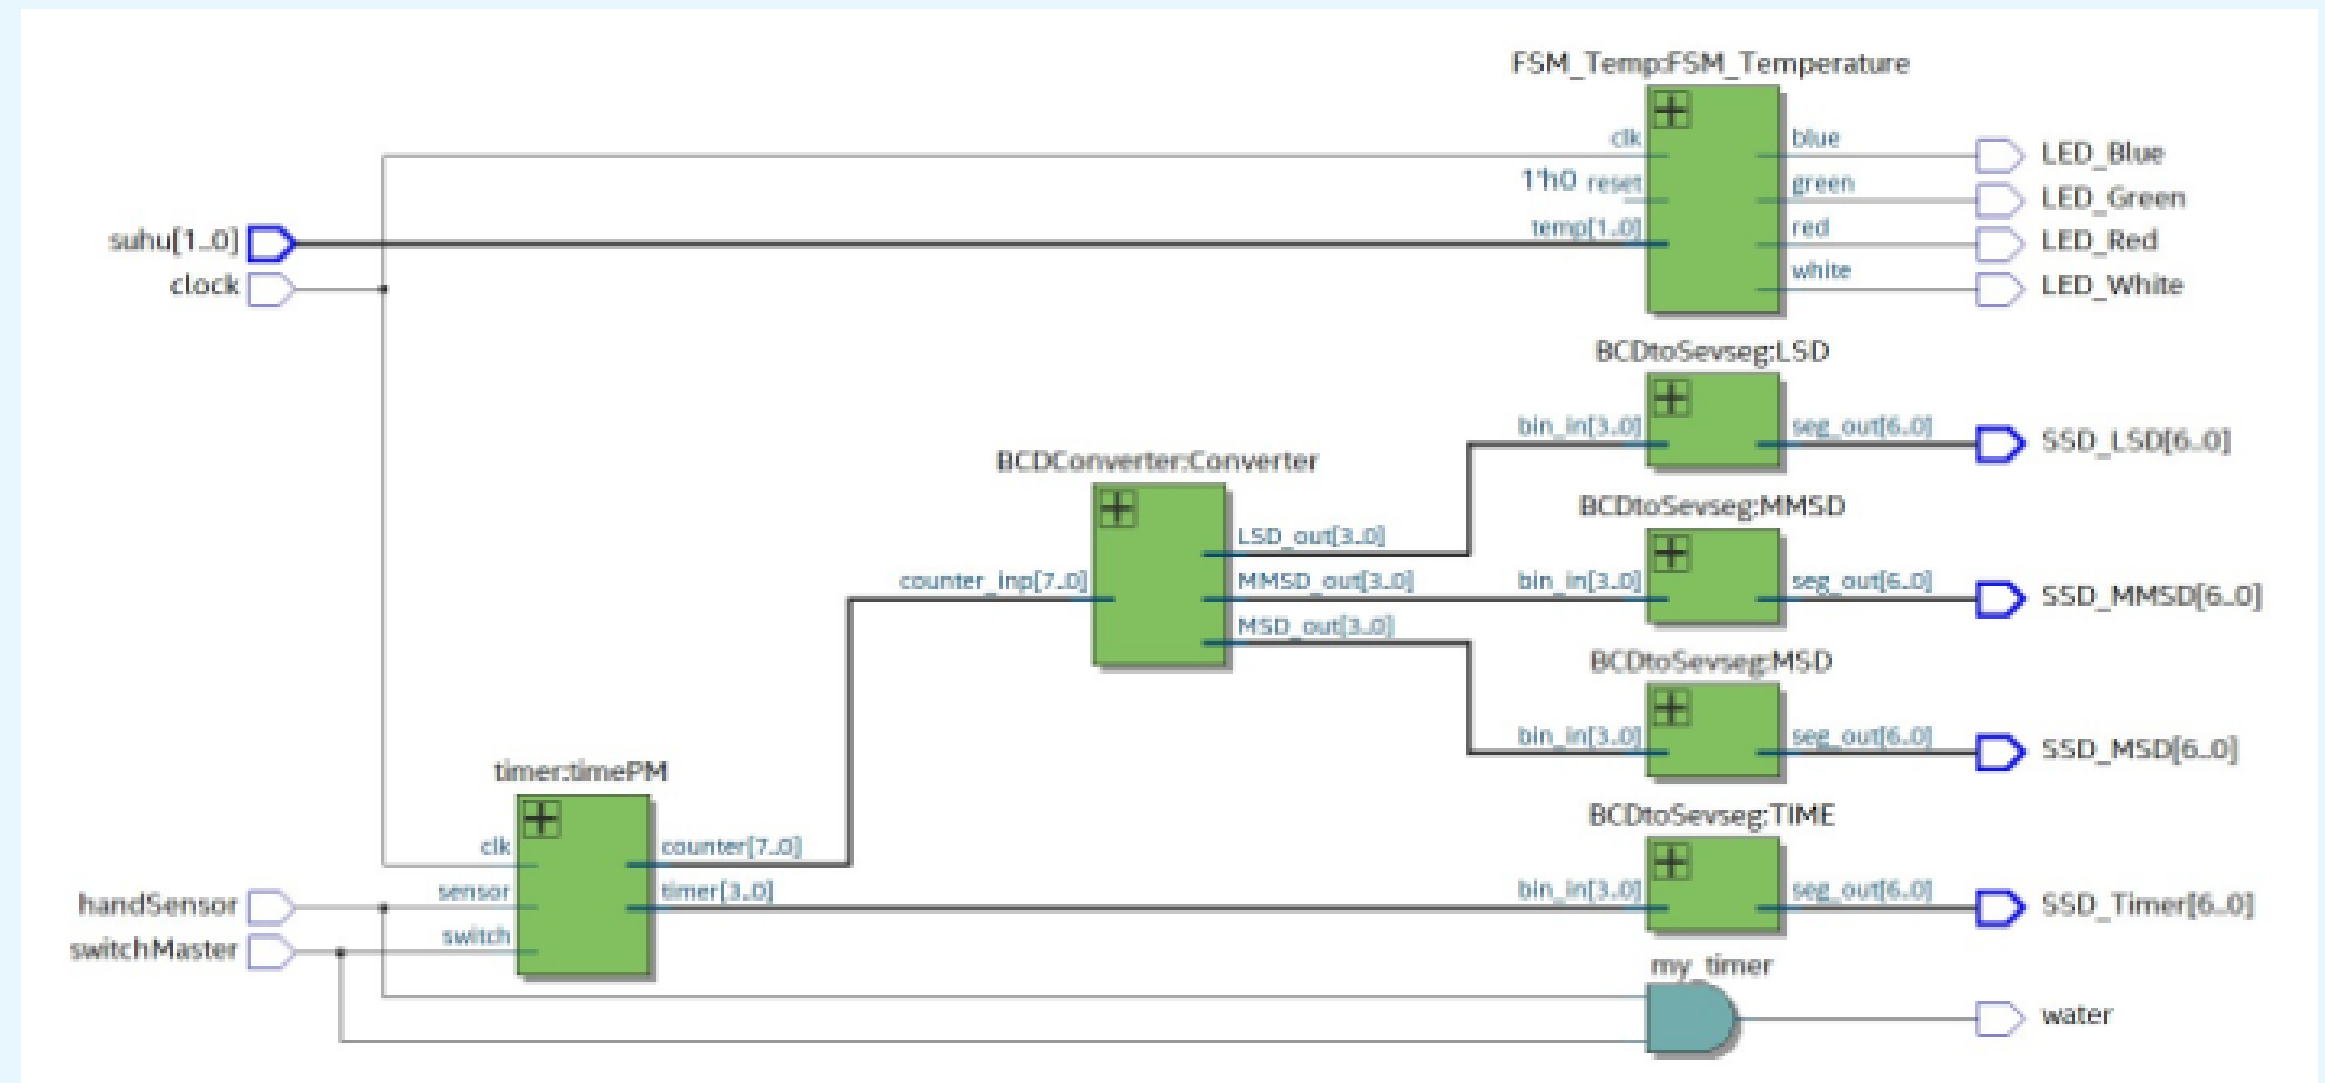 FSM_Temp:FSM_Temperature
clk
blue
LED_Blue
1'h0 reset
green
LED_Green
suhu[1..0]
temp[1..0]
red
LED_Red
clock
white
LED_White
BCDtoSevseg:LSD
bin_in[3..0]
seg_out[6..0]
SSD_LSD[6..0]
BCDConverter:Converter
BCDtoSevseg:MMSD
LSD_out[3..0]
counter_inp[7..0]
MMSD_out[3..0]
bin_in[3..0]
seg_out[6..0]
SSD_MMSD[6..0]
MSD_out[3..0]
BCDtoSevseg:MSD
bin_in[3..0]
seg_out[6..0]
SSD_MSD[6..0]
timer:timePM
BCDtoSevseg:TIME
clk
counter[7..0]
handSensor
sensor
timer[3..0]
bin_in[3..0]
seg_out[6..0]
SSD_Timer[6..0]
switchMaster
switch
my_timer
water